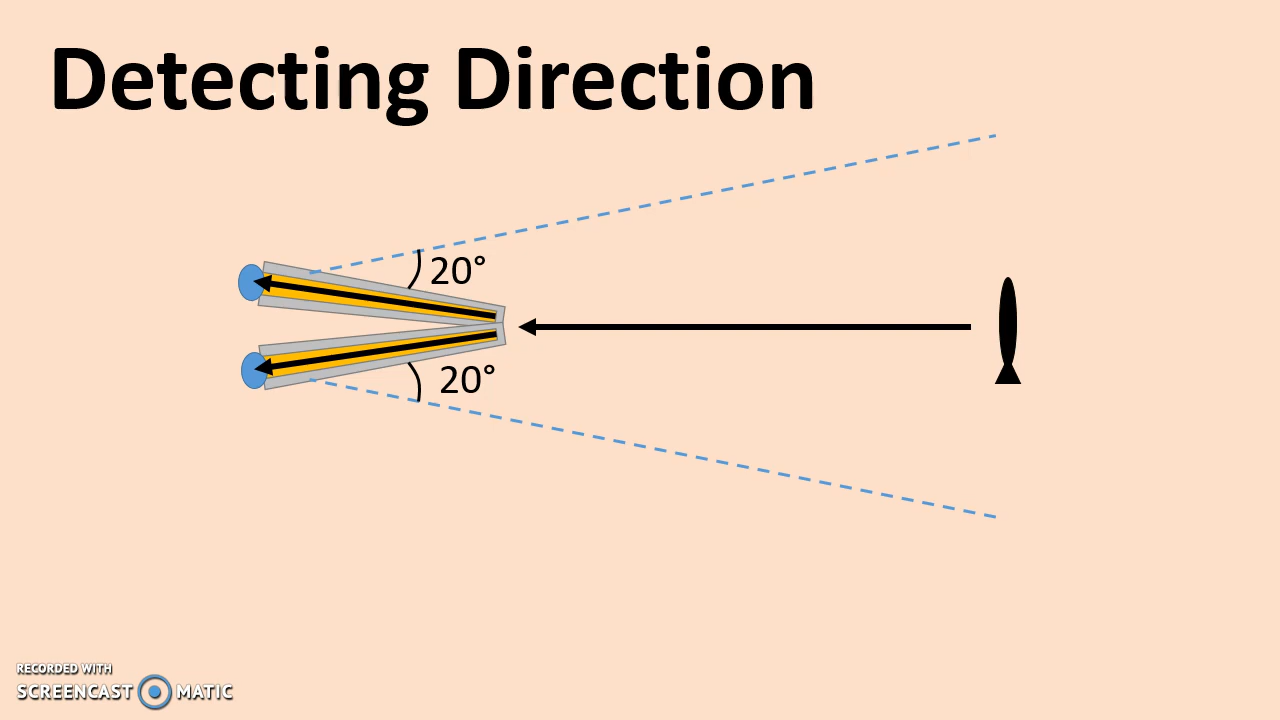 Detecting Direction
20°
20°
RECORDED WITH
SCREENCAST MATIC